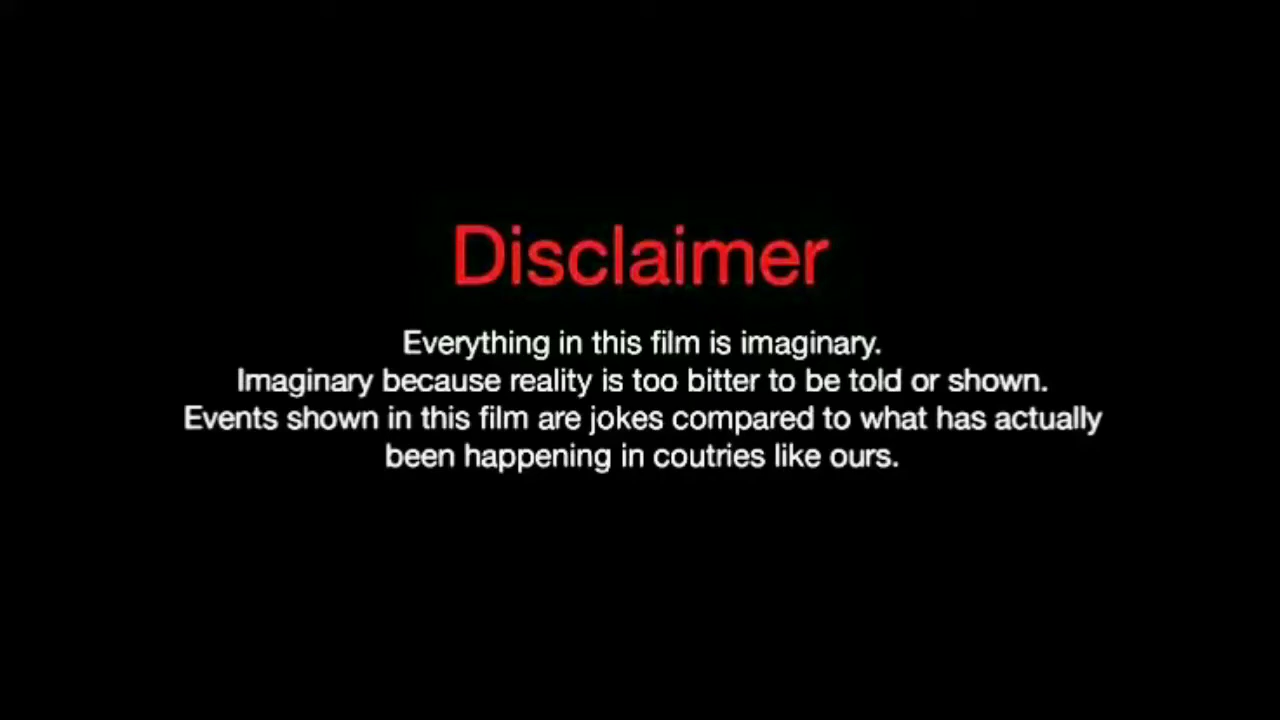 Disclaimer
Everything in this film is imaginary.
Imaginary because reality is too bitter to be told or shown.
Events shown in this film are jokes compared to what has actually
been happening in coutries like ours.